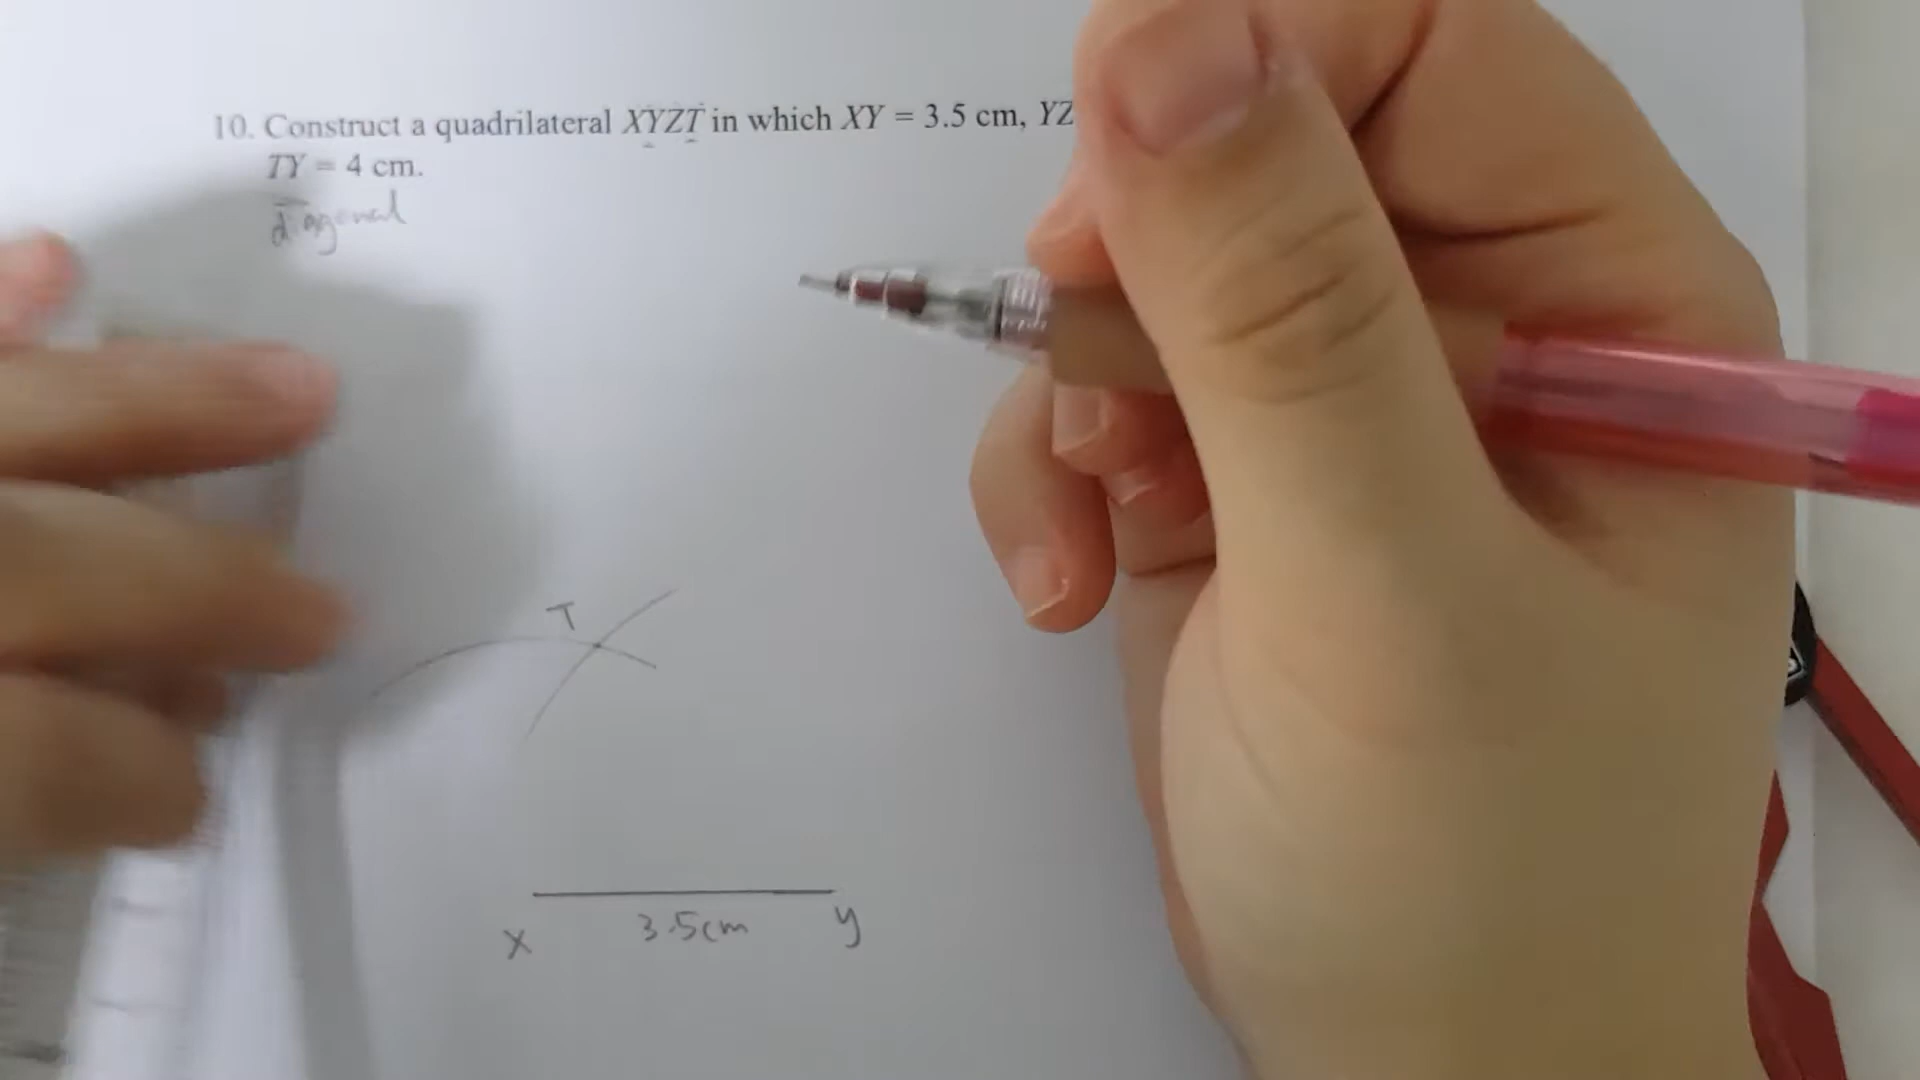 10. Construct a quadrilateral XYZT in which XY = 3.5 cm, YZ
TY = 4 cm.
diagonal
T
3.5cm
X y